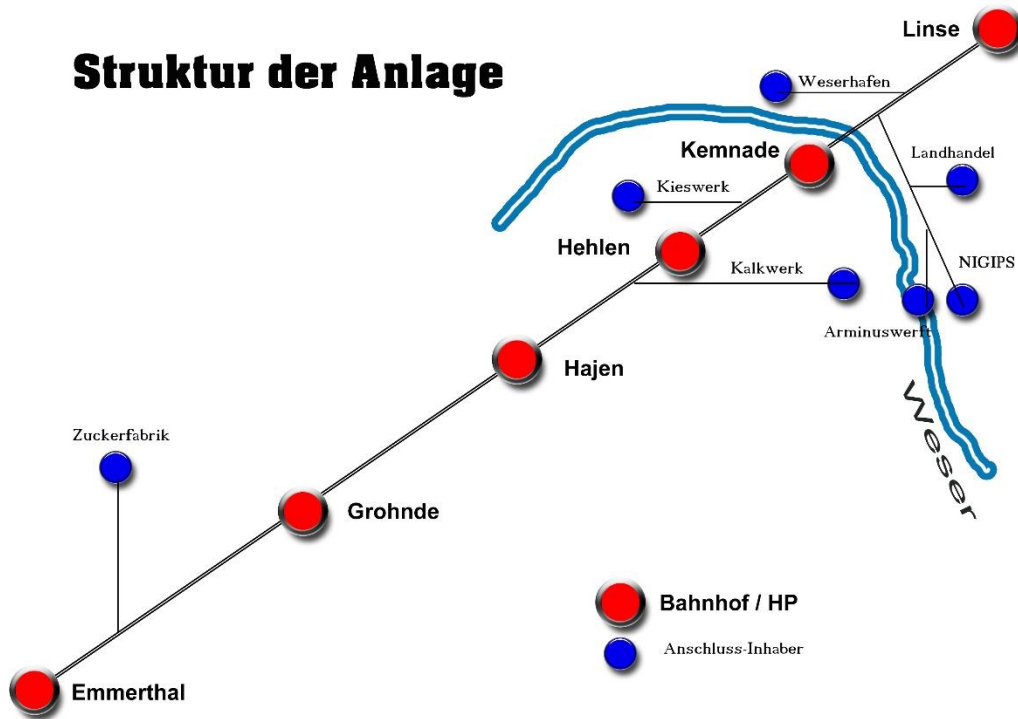 Linse
Struktur der Anlage
Weserhafen
Kemnade
Landhandel
Kieswerk
Hehlen
Kalkwerk
NIGIPS
Arminuswerft
Hajen
Weser
Zuckerfabrik
Grohnde
Bahnhof / HP
Anschluss-Inhaber
Emmerthal